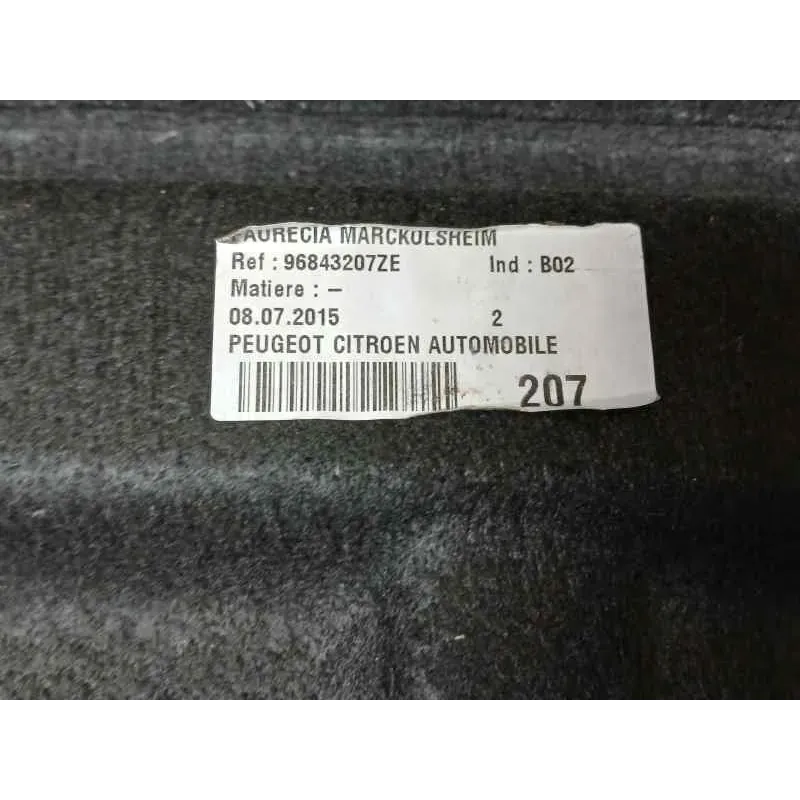 FAURECIA MARCKOLSHEIM
Ref : 96843207ZE Ind : B02
Matiere : –
08.07.2015 2
PEUGEOT CITROEN AUTOMOBILE
207